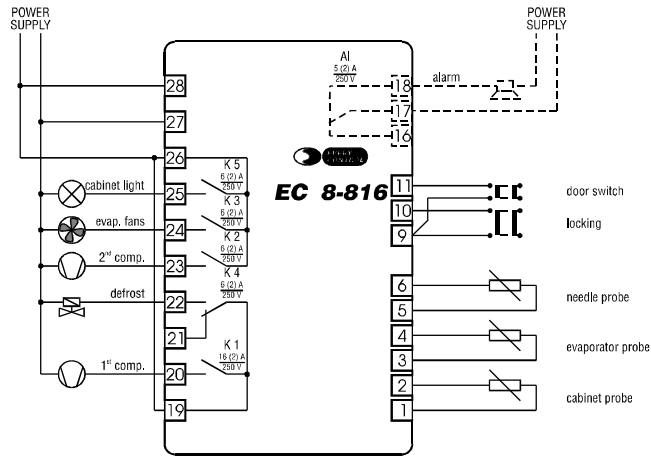 POWER SUPPLY
POWER SUPPLY
AI
5 (2) A
250 V
28
18
alarm
17
27
16
26
EVERY CONTROL
K 5
6 (2) A
250 V
cabinet light
25
EC 8-816
11
door switch
K 3
6 (2) A
250 V
10
evap. fans
24
locking
K 2
6 (2) A
250 V
9
2nd comp.
23
K 4
6 (2) A
250 V
6
defrost
22
needle probe
5
21
4
K 1
16 (2) A
250 V
evaporator probe
3
1st comp.
20
2
cabinet probe
19
1